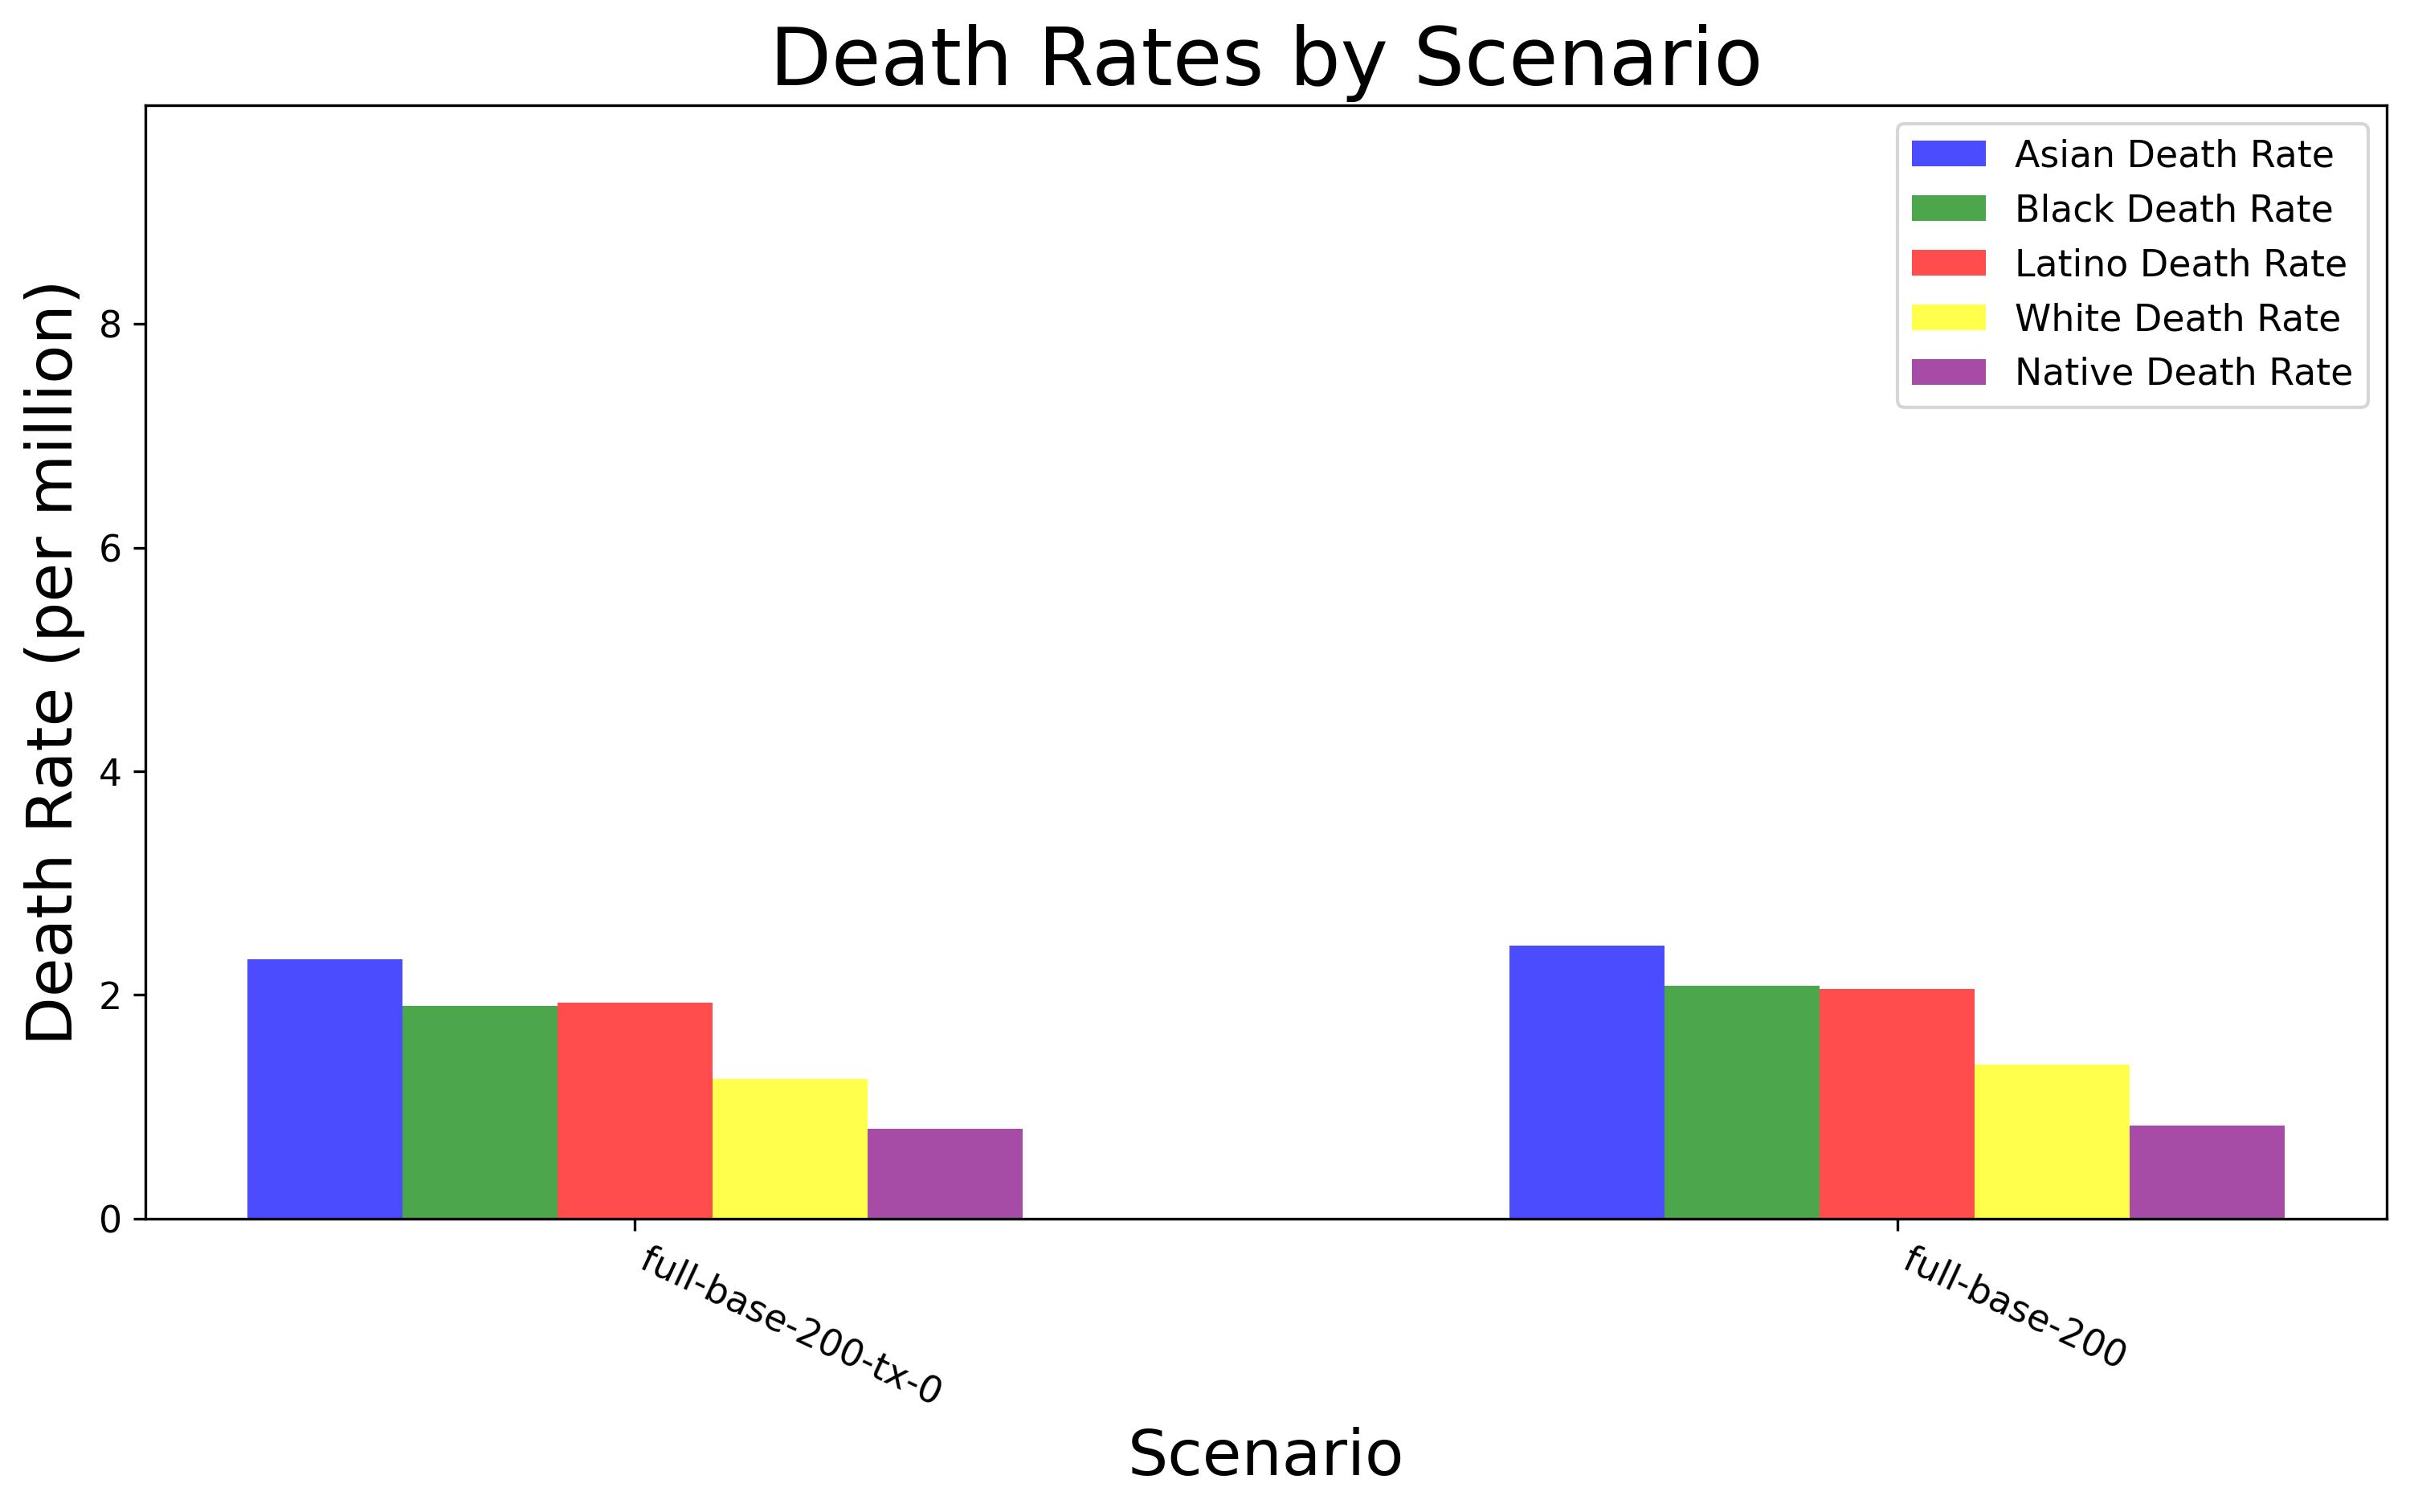 Death Rates by Scenario
Asian Death Rate
Black Death Rate
Latino Death Rate
White Death Rate
Native Death Rate
Death Rate (per million)
8
6
4
2
0
full-base-200-tx-0
full-base-200
Scenario